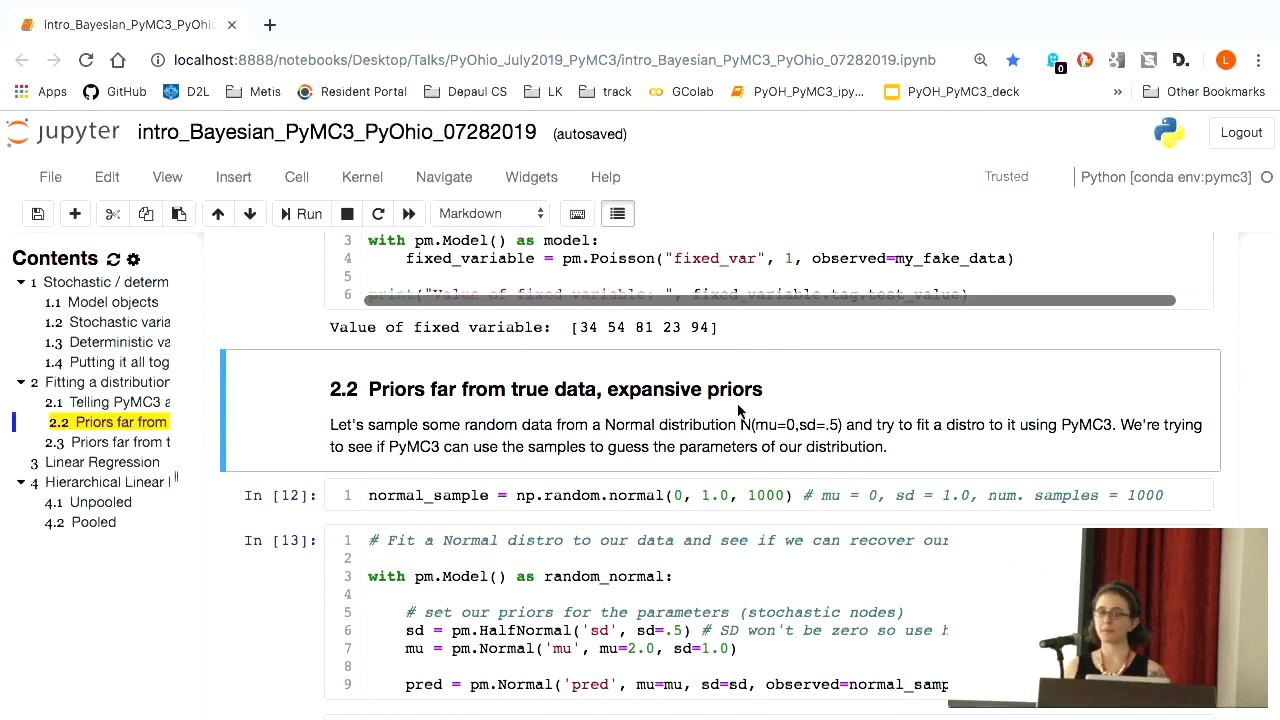 intro_Bayesian_PyMC3_PyOhio
localhost:8888/notebooks/Desktop/Talks/PyOhio_July2019_PyMC3/intro_Bayesian_PyMC3_PyOhio_07282019.ipynb
0
D.
L
Apps GitHub D2L Metis Resident Portal Depaul CS LK track GColab PyOH_PyMC3_ipy... PyOH_PyMC3_deck » Other Bookmarks
jupyter intro_Bayesian_PyMC3_PyOhio_07282019 (autosaved)
Logout
File Edit View Insert Cell Kernel Navigate Widgets Help
Trusted
Python [conda env:pymc3]
Run
Markdown
Contents
1 Stochastic / determ
1.1 Model objects
1.2 Stochastic varia
1.3 Deterministic va
1.4 Putting it all tog
2 Fitting a distribution
2.1 Telling PyMC3 a
2.2 Priors far from
2.3 Priors far from t
3 Linear Regression
4 Hierarchical Linear
4.1 Unpooled
4.2 Pooled
3 with pm.Model() as model:
4 fixed_variable = pm.Poisson("fixed_var", 1, observed=my_fake_data)
5
6 print("Value of fixed variable: ", fixed_variable.tag.test_value)
Value of fixed variable: [34 54 81 23 94]
2.2 Priors far from true data, expansive priors
Let's sample some random data from a Normal distribution N(mu=0,sd=.5) and try to fit a distro to it using PyMC3. We're trying
to see if PyMC3 can use the samples to guess the parameters of our distribution.
In [12]: 1 normal_sample = np.random.normal(0, 1.0, 1000) # mu = 0, sd = 1.0, num. samples = 1000
In [13]: 1 # Fit a Normal distro to our data and see if we can recover our
2
3 with pm.Model() as random_normal:
4
5 # set our priors for the parameters (stochastic nodes)
6 sd = pm.HalfNormal('sd', sd=.5) # SD won't be zero so use h
7 mu = pm.Normal('mu', mu=2.0, sd=1.0)
8
9 pred = pm.Normal('pred', mu=mu, sd=sd, observed=normal_samp